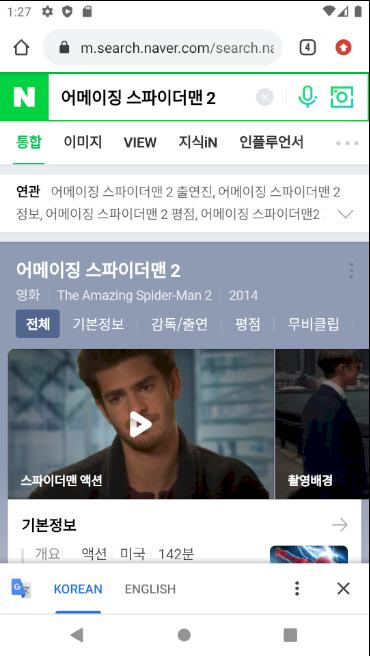 1:27
m.search.naver.com/search.na
4
N
어메이징 스파이더맨 2
통합 이미지 VIEW 지식iN 인플루언서
연관 어메이징 스파이더맨 2 출연진, 어메이징 스파이더맨 2
정보, 어메이징 스파이더맨 2 평점, 어메이징 스파이더맨2
어메이징 스파이더맨 2
영화 The Amazing Spider-Man 2 2014
전체 기본정보 감독/출연 평점 무비클립
스파이더맨 액션 촬영배경
기본정보
개요 액션 미국 142분
KOREAN ENGLISH